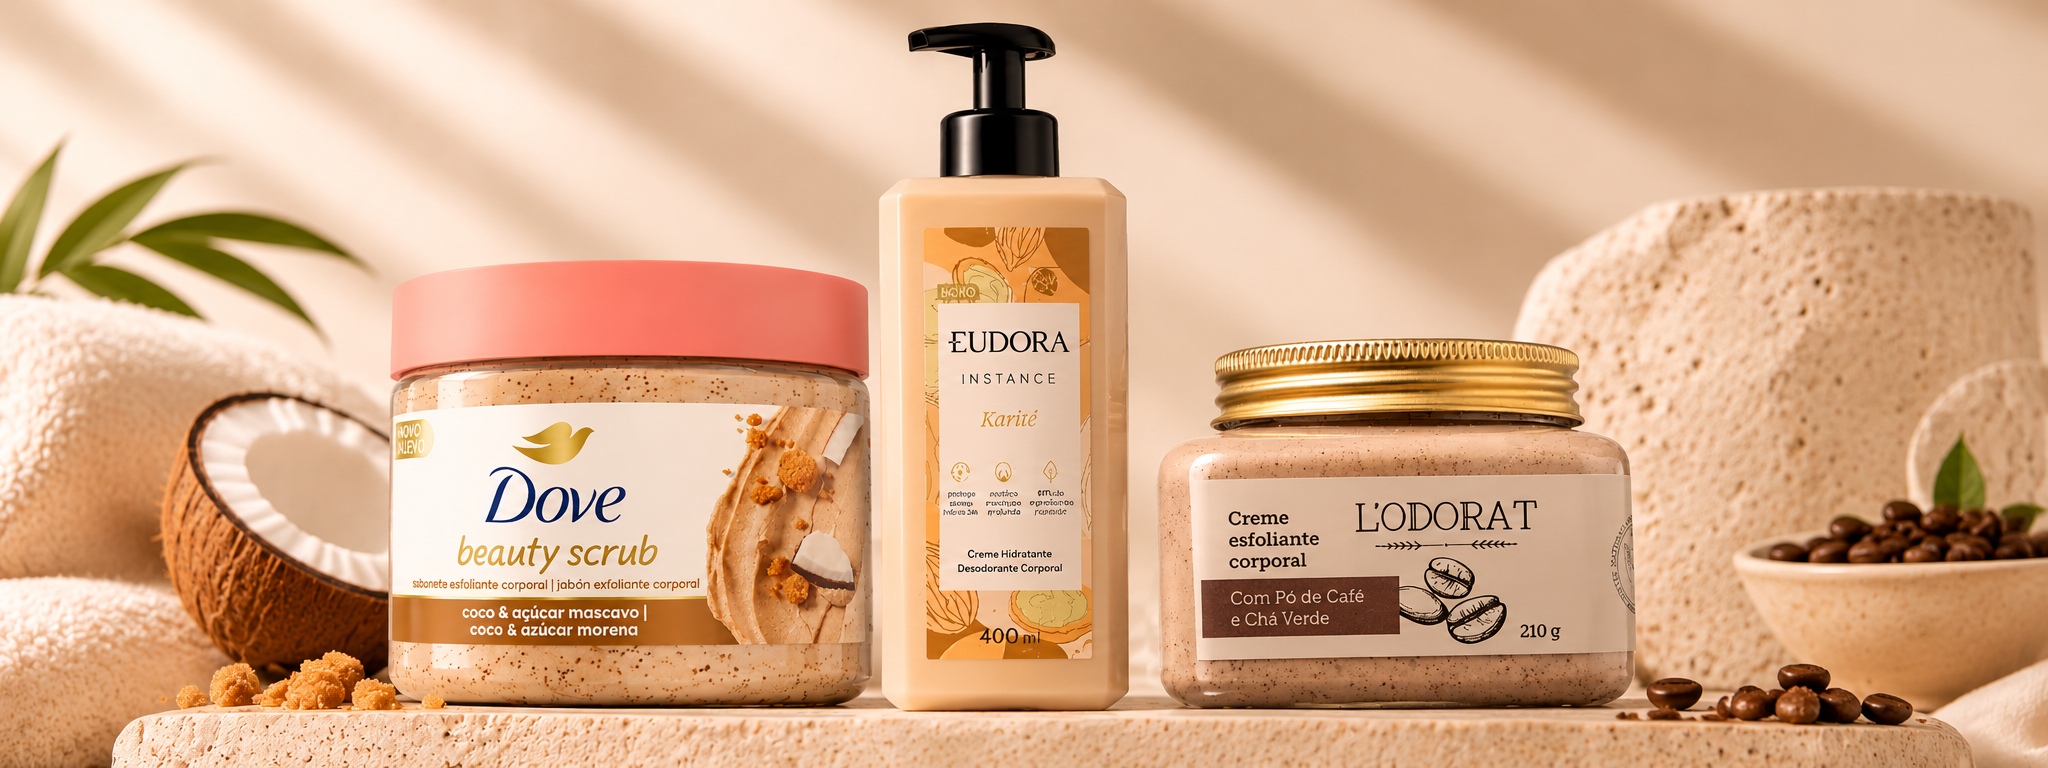 NOVO
Dove
beauty scrub
sabonete esfoliante corporal | jabón exfoliante corporal
coco & açúcar mascavo |
coco & azúcar morena
EUDORA
INSTANCE
Karité
Creme Hidratante
Desodorante Corporal
400 ml
L'ODORAT
Creme
esfoliante
corporal
Com Pó de Café
e Chá Verde
210 g